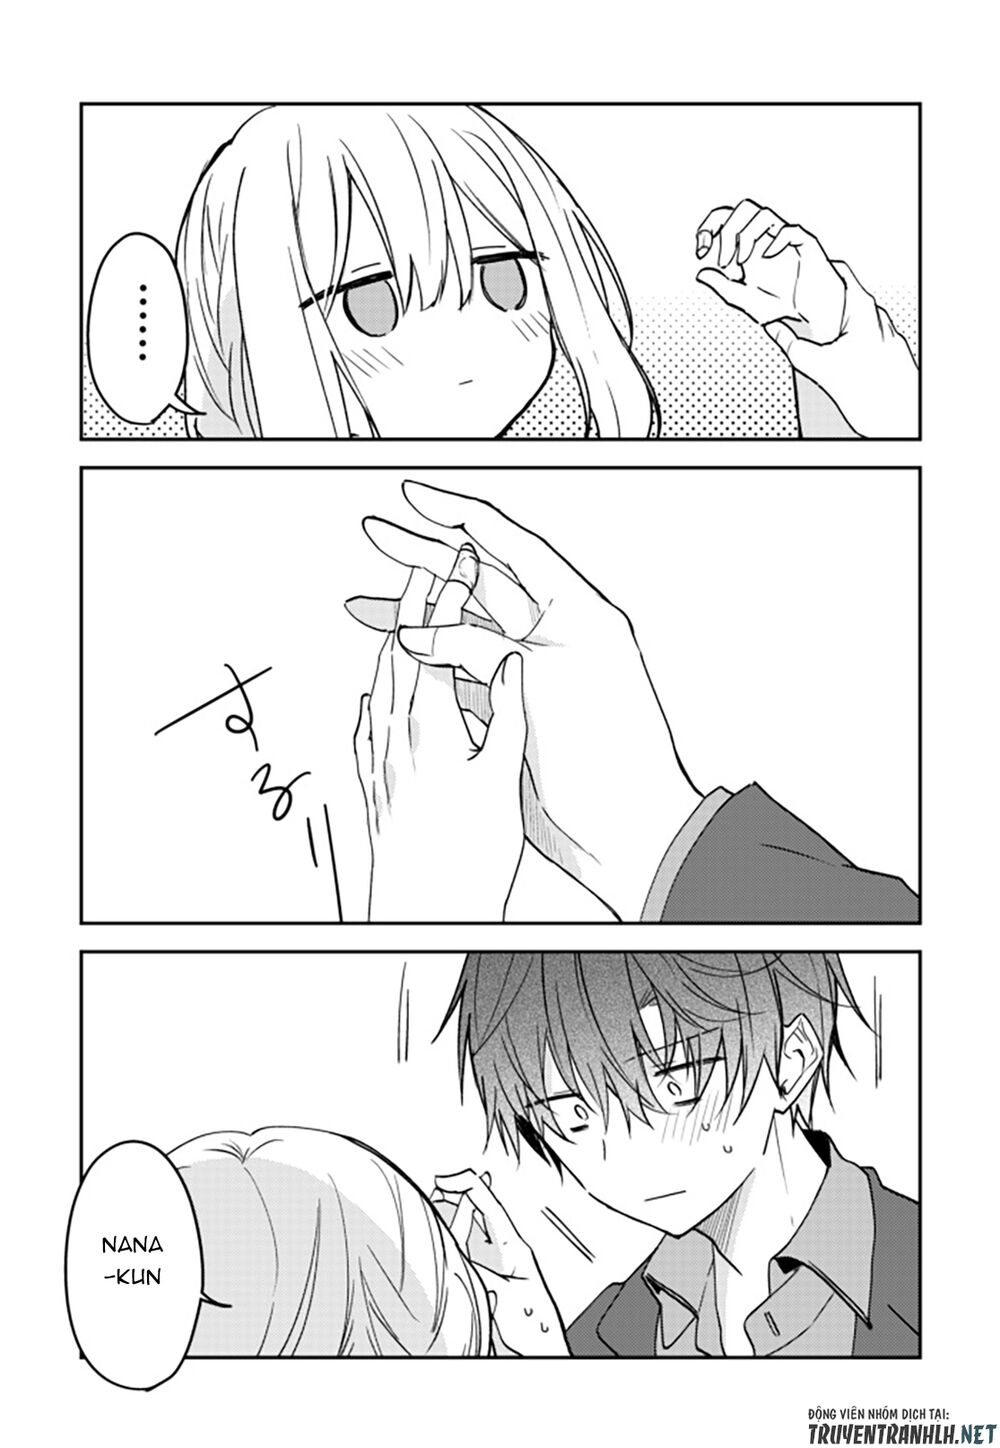 ......
する
NANA
-KUN
ĐỘNG VIÊN NHÓM DỊCH TẠI:
TRUYENTRANHLH.NET